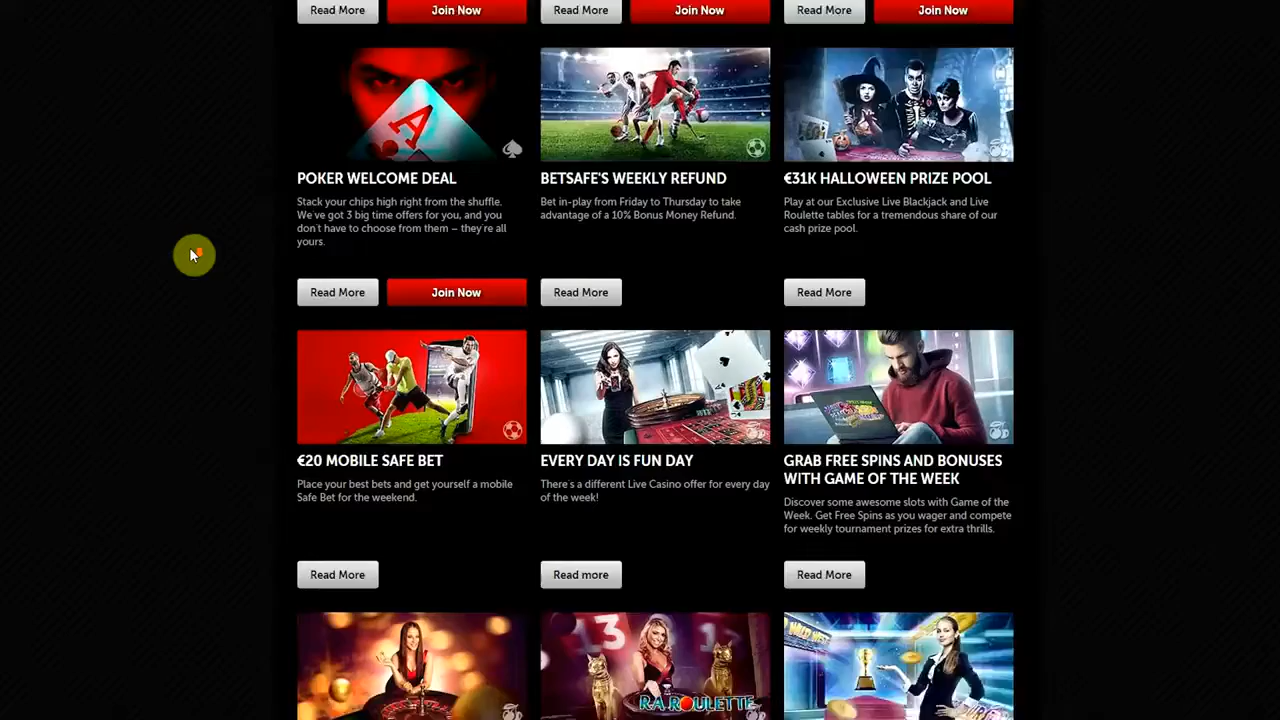 Read More
Join Now
Read More
Join Now
Read More
Join Now
POKER WELCOME DEAL
Stack your chips high right from the shuffle.
We've got 3 big time offers for you, and you
don't have to choose from them – they're all
yours.
Read More
Join Now
BETSAFE'S WEEKLY REFUND
Bet in-play from Friday to Thursday to take
advantage of a 10% Bonus Money Refund.
Read More
€31K HALLOWEEN PRIZE POOL
Play at our Exclusive Live Blackjack and Live
Roulette tables for a tremendous share of our
cash prize pool.
Read More
€20 MOBILE SAFE BET
Place your best bets and get yourself a mobile
Safe Bet for the weekend.
Read More
EVERY DAY IS FUN DAY
There's a different Live Casino offer for every day
of the week!
Read more
GRAB FREE SPINS AND BONUSES
WITH GAME OF THE WEEK
Discover some awesome slots with Game of the
Week. Get Free Spins as you wager and compete
for weekly tournament prizes for extra thrills.
Read More
13
RA ROULETTE